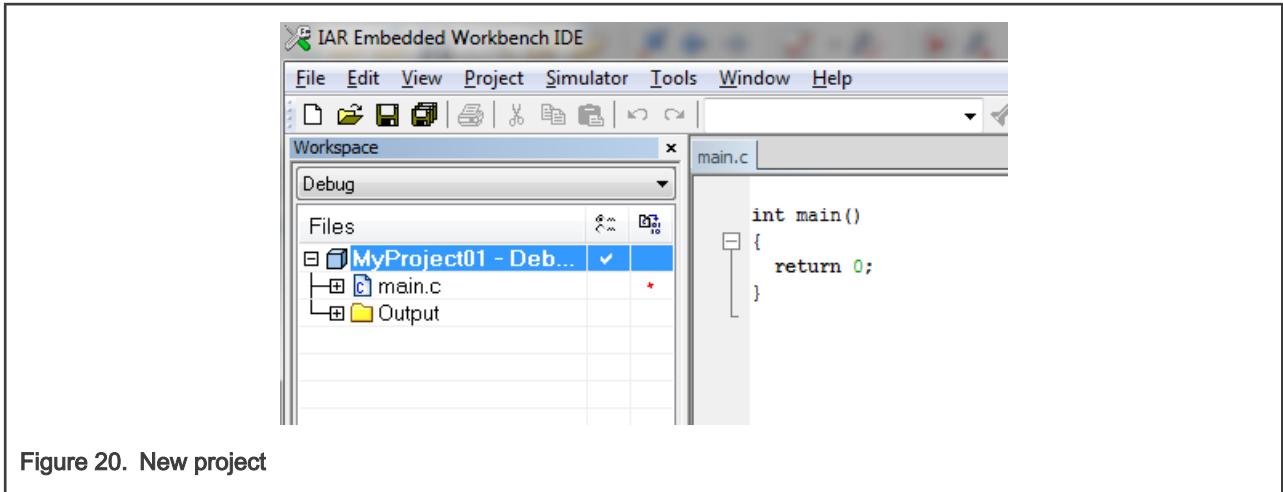 IAR Embedded Workbench IDE
File Edit View Project Simulator Tools Window Help
Workspace
Debug
Files
MyProject01 - Deb...
main.c
Output
main.c
int main()
{
return 0;
}
Figure 20. New project